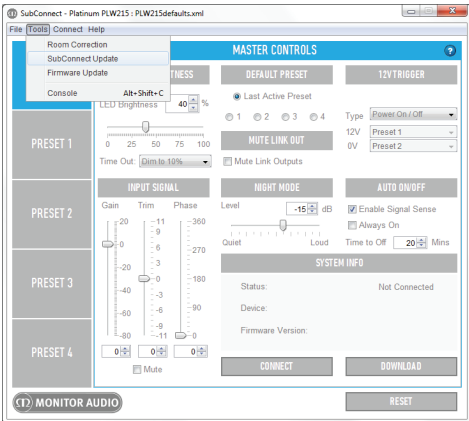 SubConnect - Platinum PLW215 : PLW215defaults.xml
File Tools Connect Help
Room Correction
SubConnect Update
Firmware Update
Console Alt+Shift+C
MASTER CONTROLS
?
TNESS
LED Brightness 40 %
0 25 50 75 100
Time Out: Dim to 10%
DEFAULT PRESET
Last Active Preset
1 2 3 4
MUTE LINK OUT
Mute Link Outputs
12V TRIGGER
Type Power On / Off
12V Preset 1
0V Preset 2
PRESET 1
PRESET 2
PRESET 3
PRESET 4
INPUT SIGNAL
Gain Trim Phase
20 11 360
9
0 6 270
3
-20 0 180
-40 -3
-60 -6 90
-9
-80 -11 0
0 0 0
Mute
NIGHT MODE
Level -15 dB
Quiet Loud
AUTO ON/OFF
Enable Signal Sense
Always On
Time to Off 20 Mins
SYSTEM INFO
Status: Not Connected
Device:
Firmware Version:
CONNECT DOWNLOAD
MONITOR AUDIO
RESET